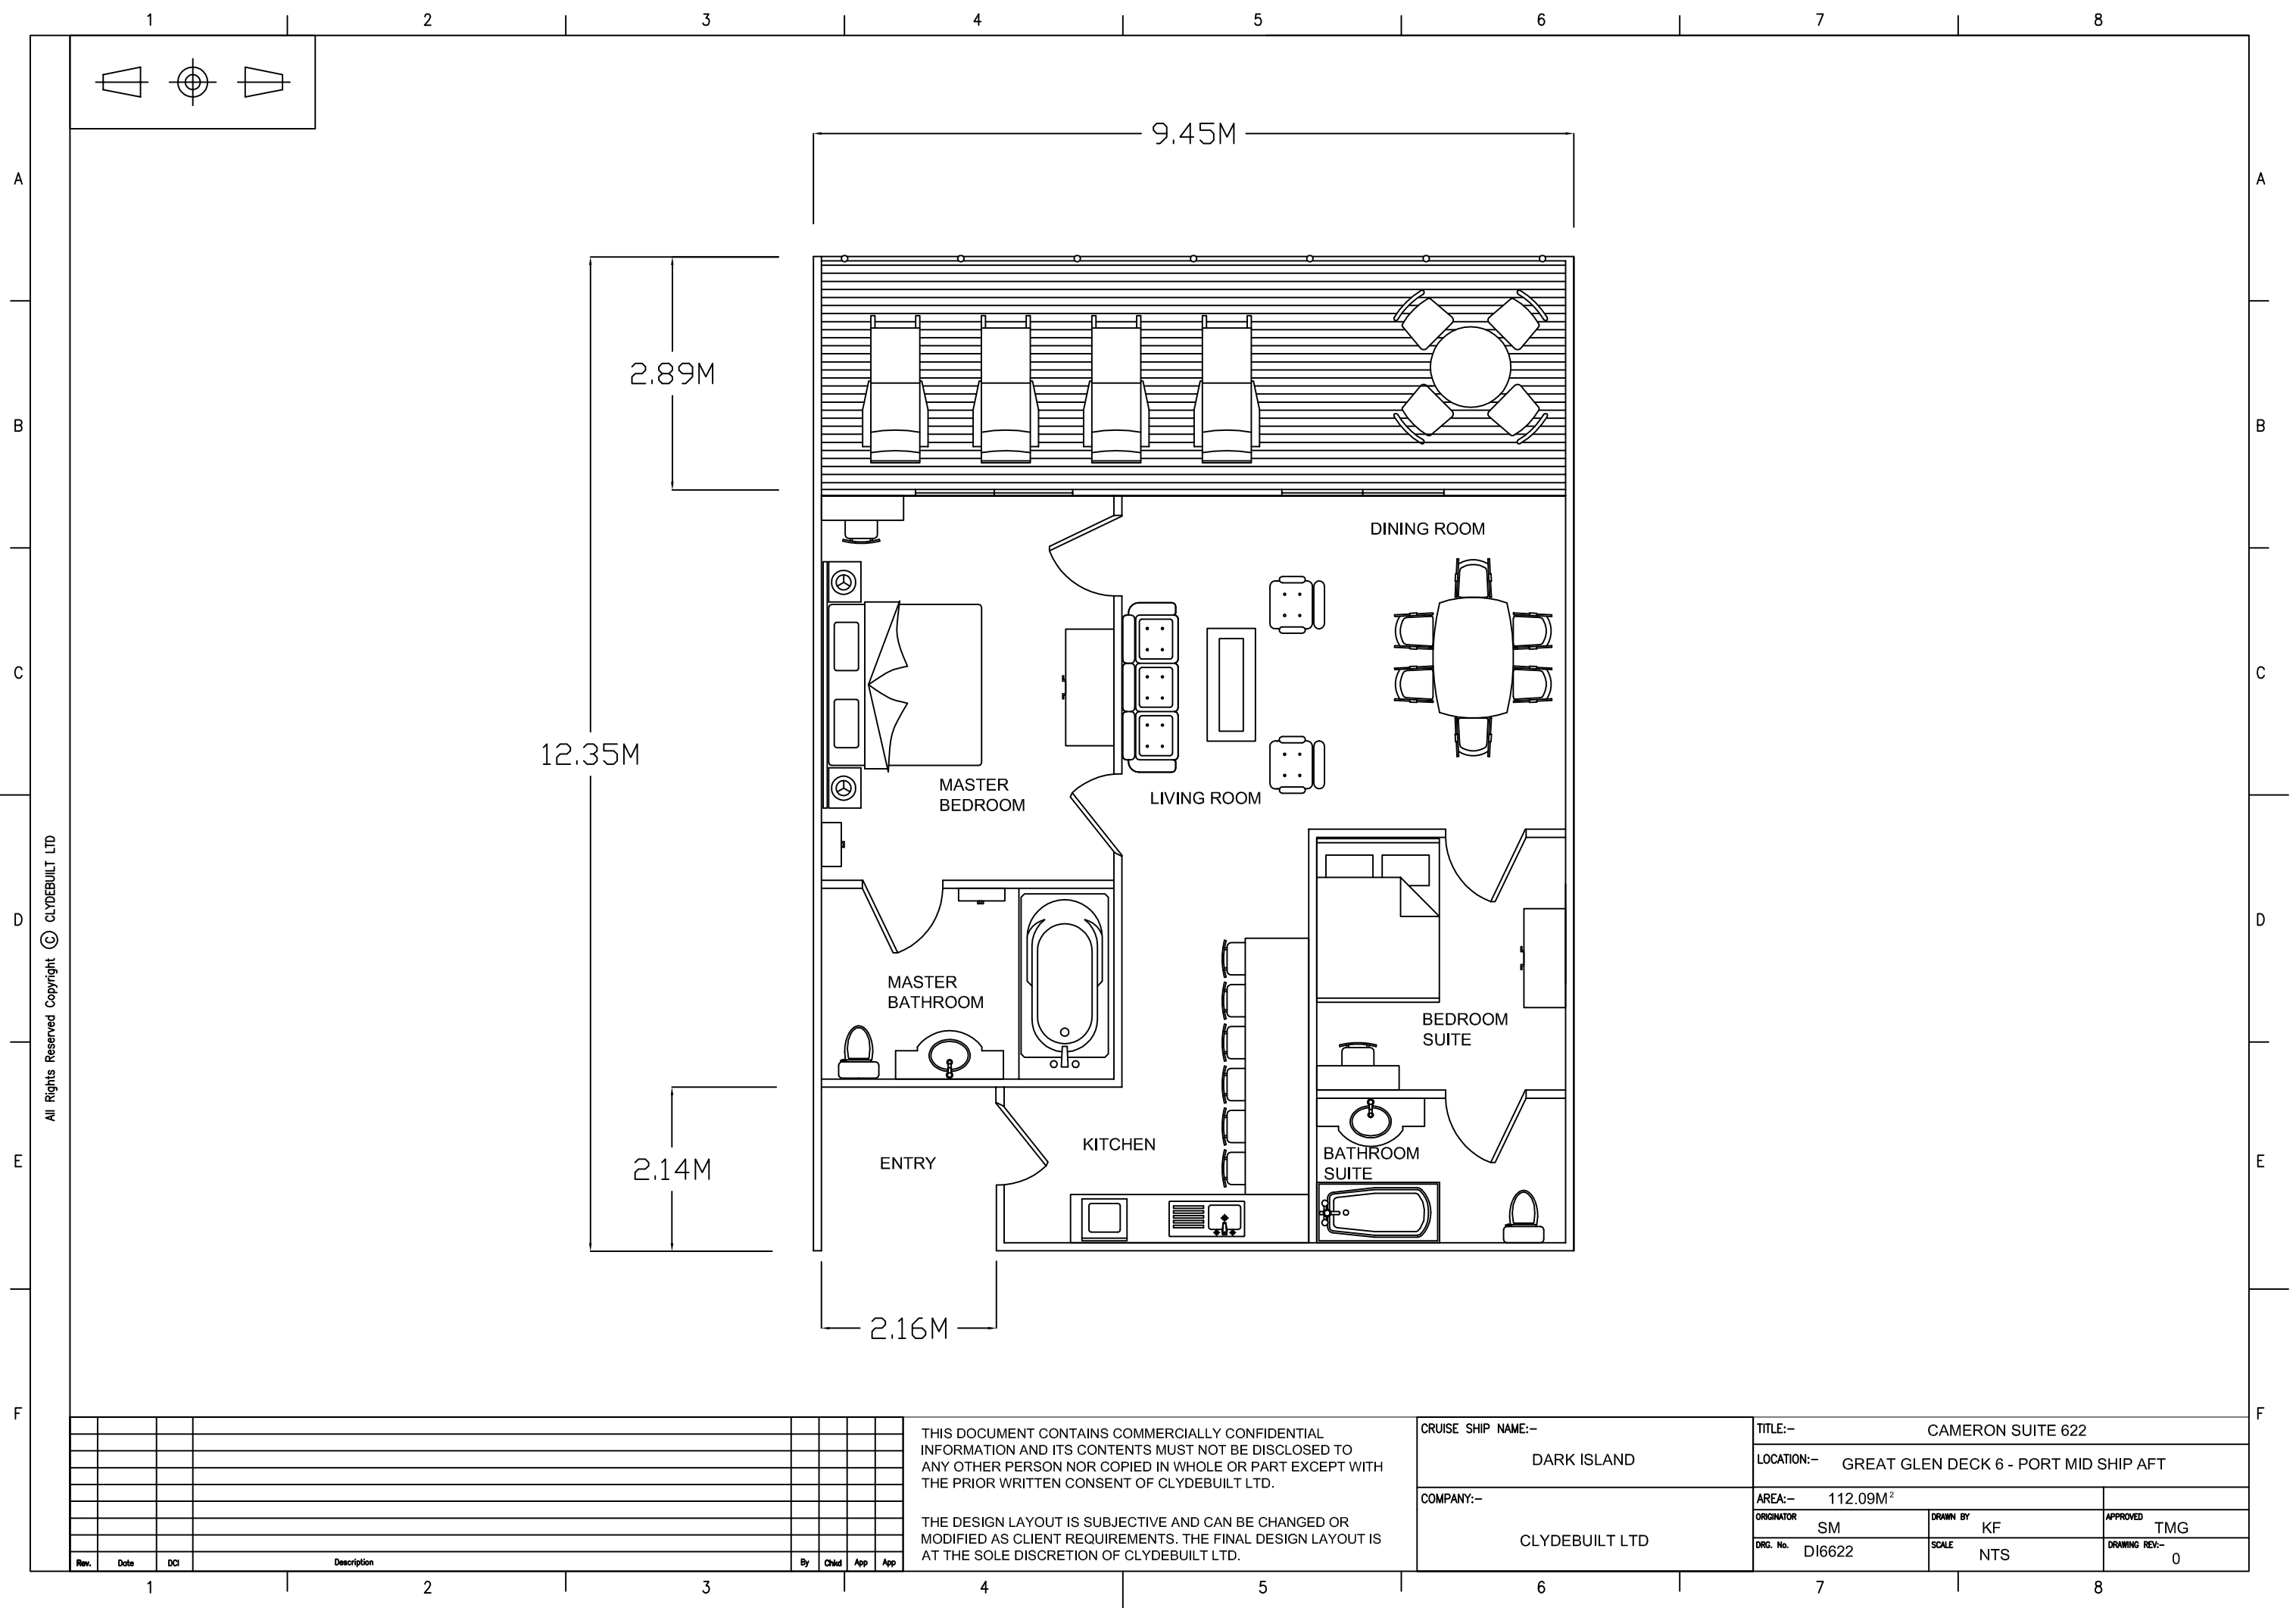 1 2 3 4 5 6 7 8
A A
B B
C C
D D
E E
F F
9.45M
2.89M
12.35M
2.14M
2.16M
DINING ROOM
MASTER
BEDROOM
LIVING ROOM
MASTER
BATHROOM
BEDROOM
SUITE
KITCHEN
ENTRY
BATHROOM
SUITE
All Rights Reserved Copyright © CLYDEBUILT LTD
Rev. Date DCI Description By Chkd App App
THIS DOCUMENT CONTAINS COMMERCIALLY CONFIDENTIAL
INFORMATION AND ITS CONTENTS MUST NOT BE DISCLOSED TO
ANY OTHER PERSON NOR COPIED IN WHOLE OR PART EXCEPT WITH
THE PRIOR WRITTEN CONSENT OF CLYDEBUILT LTD.
THE DESIGN LAYOUT IS SUBJECTIVE AND CAN BE CHANGED OR
MODIFIED AS CLIENT REQUIREMENTS. THE FINAL DESIGN LAYOUT IS
AT THE SOLE DISCRETION OF CLYDEBUILT LTD.
CRUISE SHIP NAME:-
DARK ISLAND
COMPANY:-
CLYDEBUILT LTD
TITLE:- CAMERON SUITE 622
LOCATION:- GREAT GLEN DECK 6 - PORT MID SHIP AFT
AREA:- 112.09M²
ORIGINATOR SM DRAWN BY KF APPROVED TMG
DRG. No. DI6622 SCALE NTS DRAWING REV:- 0
1 2 3 4 5 6 7 8